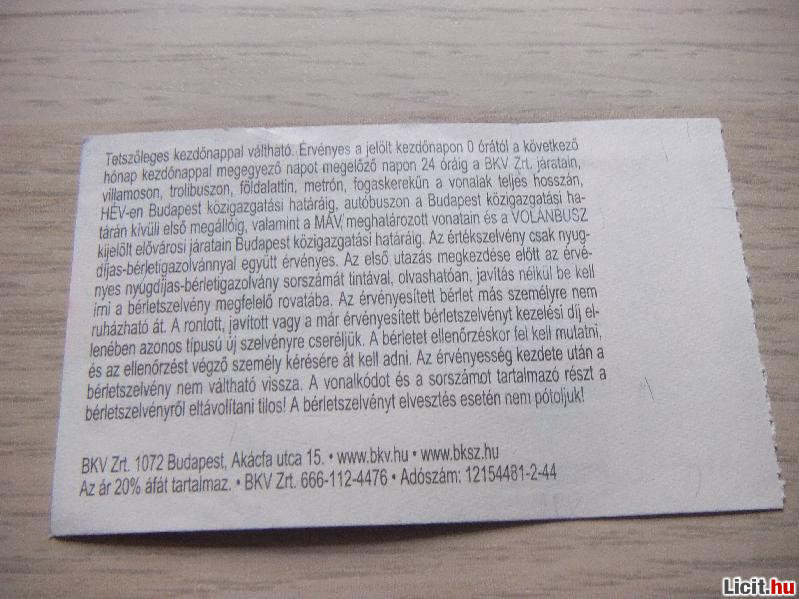 Tetszőleges kezdőnappal váltható. Érvényes a jelölt kezdőnapon 0 órától a következő
hónap kezdőnappal megegyező napot megelőző napon 24 óráig a BKV Zrt. járatain,
villamoson, trolibuszon, földalattin, metrón, fogaskerekűn a vonalak teljes hosszán,
HÉV-en Budapest közigazgatási határáig, autóbuszon a Budapest közigazgatási ha-
tárán kívüli első megállóig, valamint a MÁV meghatározott vonatain és a VOLÁNBUSZ
kijelölt elővárosi járatain Budapest közigazgatási határáig. Az értékszelvény csak nyug-
díjas-bérletigazolvánnyal együtt érvényes. Az első utazás megkezdése előtt az érvé-
nyes nyugdíjas-bérletigazolvány sorszámát tintával, olvashatóan, javítás nélkül be kell
írni a bérletszelvény megfelelő rovatába. Az érvényesített bérlet más személyre nem
ruházható át. A rontott, javított vagy a már érvényesített bérletszelvényt kezelési díj el-
lenében azonos típusú új szelvényre cseréljük. A bérletet ellenőrzéskor fel kell mutatni,
és az ellenőrzést végző személy kérésére át kell adni. Az érvényesség kezdete után a
bérletszelvény nem váltható vissza. A vonalkódot és a sorszámot tartalmazó részt a
bérletszelvényről eltávolítani tilos! A bérletszelvényt elvesztés esetén nem pótoljuk!
BKV Zrt. 1072 Budapest, Akácfa utca 15. • www.bkv.hu • www.bksz.hu
Az ár 20% áfát tartalmaz. • BKV Zrt. 666-112-4476 • Adószám: 12154481-2-44
Licit.hu